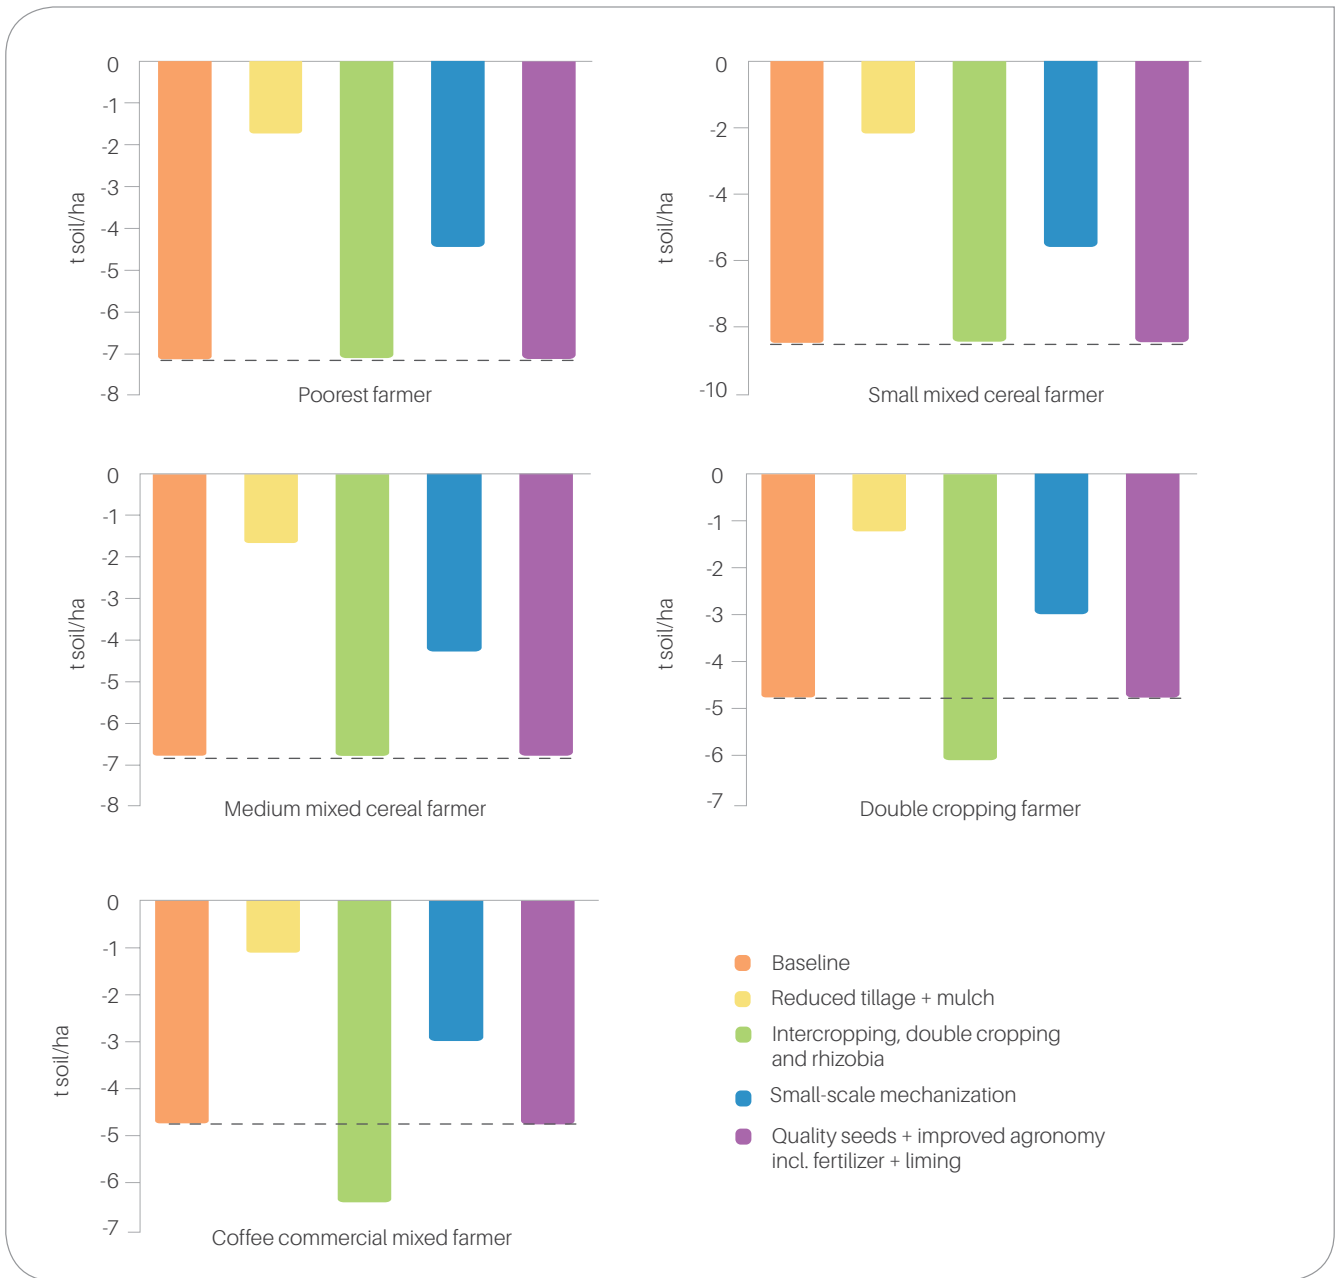 0
-1
-2
-3
-4
-5
-6
-7
-8
t soil/ha
Poorest farmer
0
-2
-4
-6
-8
-10
t soil/ha
Small mixed cereal farmer
0
-1
-2
-3
-4
-5
-6
-7
-8
t soil/ha
Medium mixed cereal farmer
0
-1
-2
-3
-4
-5
-6
-7
t soil/ha
Double cropping farmer
0
-1
-2
-3
-4
-5
-6
-7
t soil/ha
Coffee commercial mixed farmer
Baseline
Reduced tillage + mulch
Intercropping, double cropping
and rhizobia
Small-scale mechanization
Quality seeds + improved agronomy
incl. fertilizer + liming